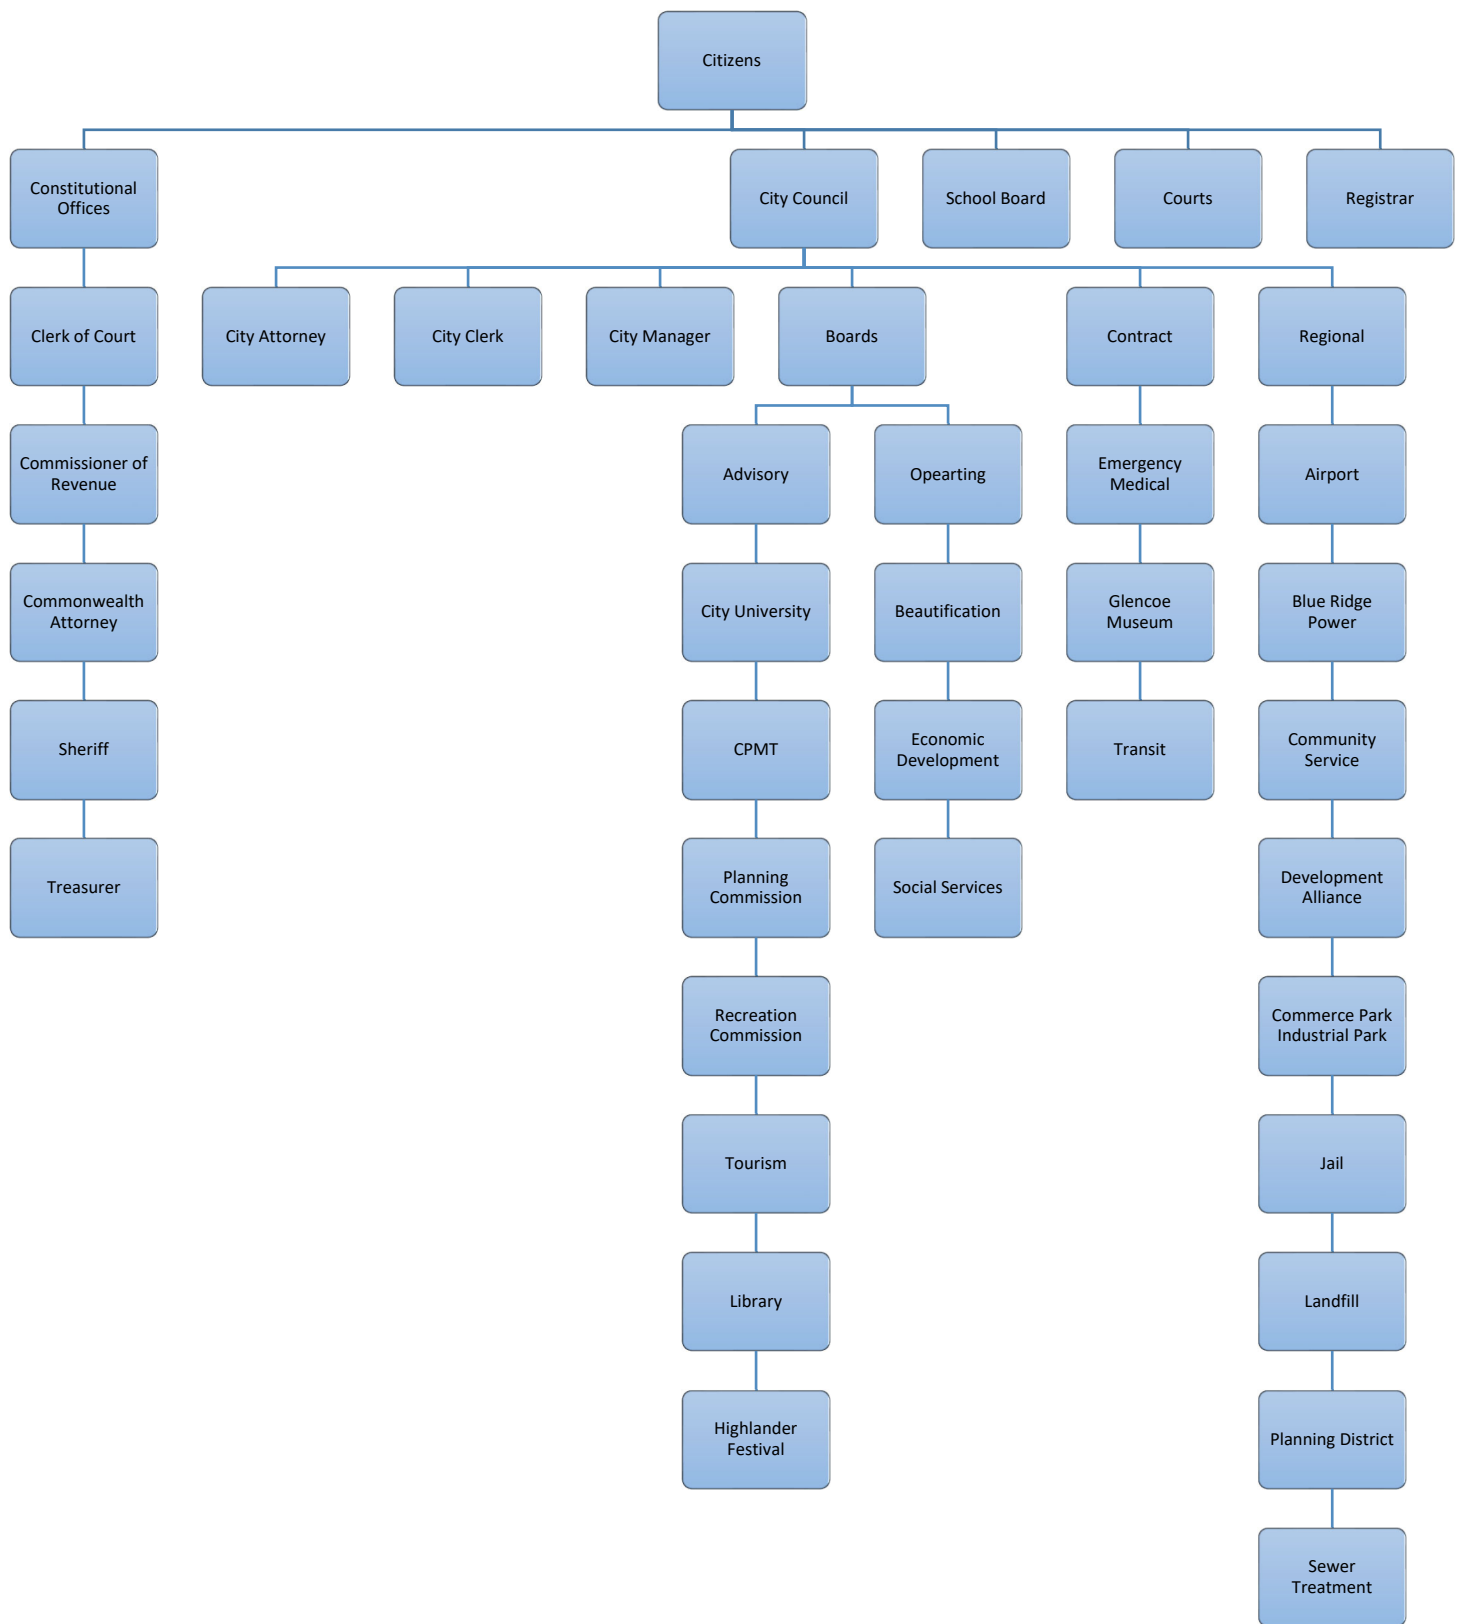 Citizens
Constitutional
Offices
City Council
School Board
Courts
Registrar
Clerk of Court
City Attorney
City Clerk
City Manager
Boards
Contract
Regional
Commissioner of
Revenue
Advisory
Opearting
Emergency
Medical
Airport
Commonwealth
Attorney
City University
Beautification
Glencoe
Museum
Blue Ridge
Power
Sheriff
CPMT
Economic
Development
Transit
Community
Service
Treasurer
Planning
Commission
Social Services
Development
Alliance
Recreation
Commission
Commerce Park
Industrial Park
Tourism
Jail
Library
Landfill
Highlander
Festival
Planning District
Sewer
Treatment